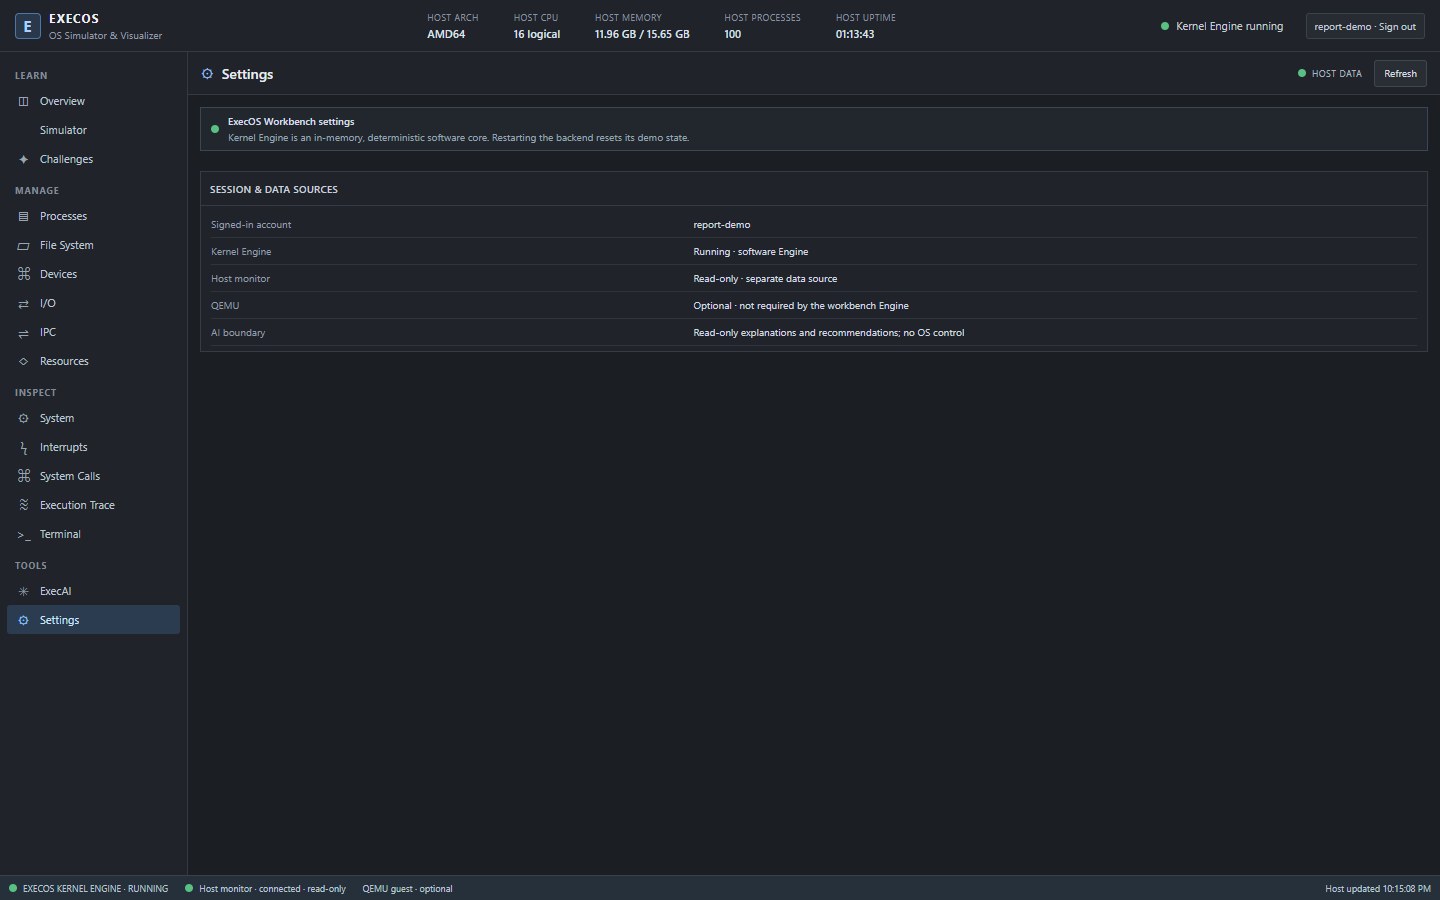 E
EXECOS
OS Simulator & Visualizer
HOST ARCH
AMD64
HOST CPU
16 logical
HOST MEMORY
11.96 GB / 15.65 GB
HOST PROCESSES
100
HOST UPTIME
01:13:43
Kernel Engine running
report-demo · Sign out
LEARN
Overview
Simulator
Challenges
MANAGE
Processes
File System
Devices
I/O
IPC
Resources
INSPECT
System
Interrupts
System Calls
Execution Trace
>_ Terminal
TOOLS
ExecAI
Settings
Settings
HOST DATA
Refresh
ExecOS Workbench settings
Kernel Engine is an in-memory, deterministic software core. Restarting the backend resets its demo state.
SESSION & DATA SOURCES
Signed-in account report-demo
Kernel Engine Running · software Engine
Host monitor Read-only · separate data source
QEMU Optional · not required by the workbench Engine
AI boundary Read-only explanations and recommendations; no OS control
EXECOS KERNEL ENGINE · RUNNING
Host monitor · connected · read-only
QEMU guest · optional
Host updated 10:15:08 PM